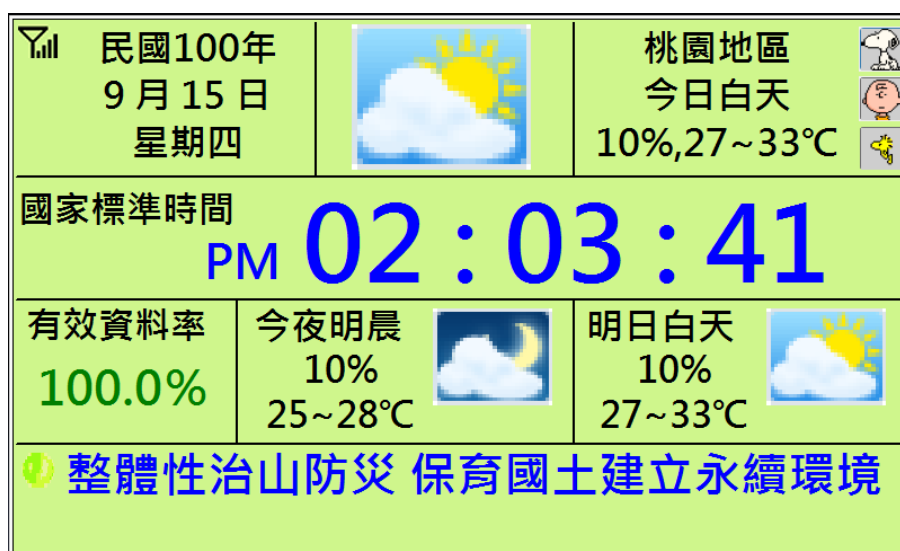 民國100年
9月15日
星期四
桃園地區
今日白天
10%,27~33℃
國家標準時間
PM 02:03:41
有效資料率
100.0%
今夜明晨
10%
25~28℃
明日白天
10%
27~33℃
整體性治山防災 保育國土建立永續環境